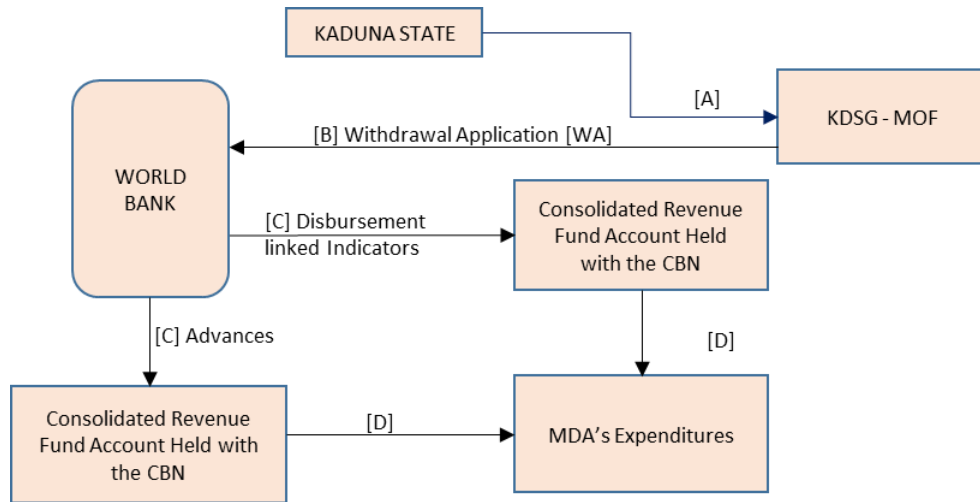 KADUNA STATE
[A]
KDSG - MOF
[B] Withdrawal Application [WA]
WORLD
BANK
[C] Disbursement
linked Indicators
Consolidated Revenue
Fund Account Held
with the CBN
[C] Advances
[D]
Consolidated Revenue
Fund Account Held with
the CBN
[D]
MDA's Expenditures